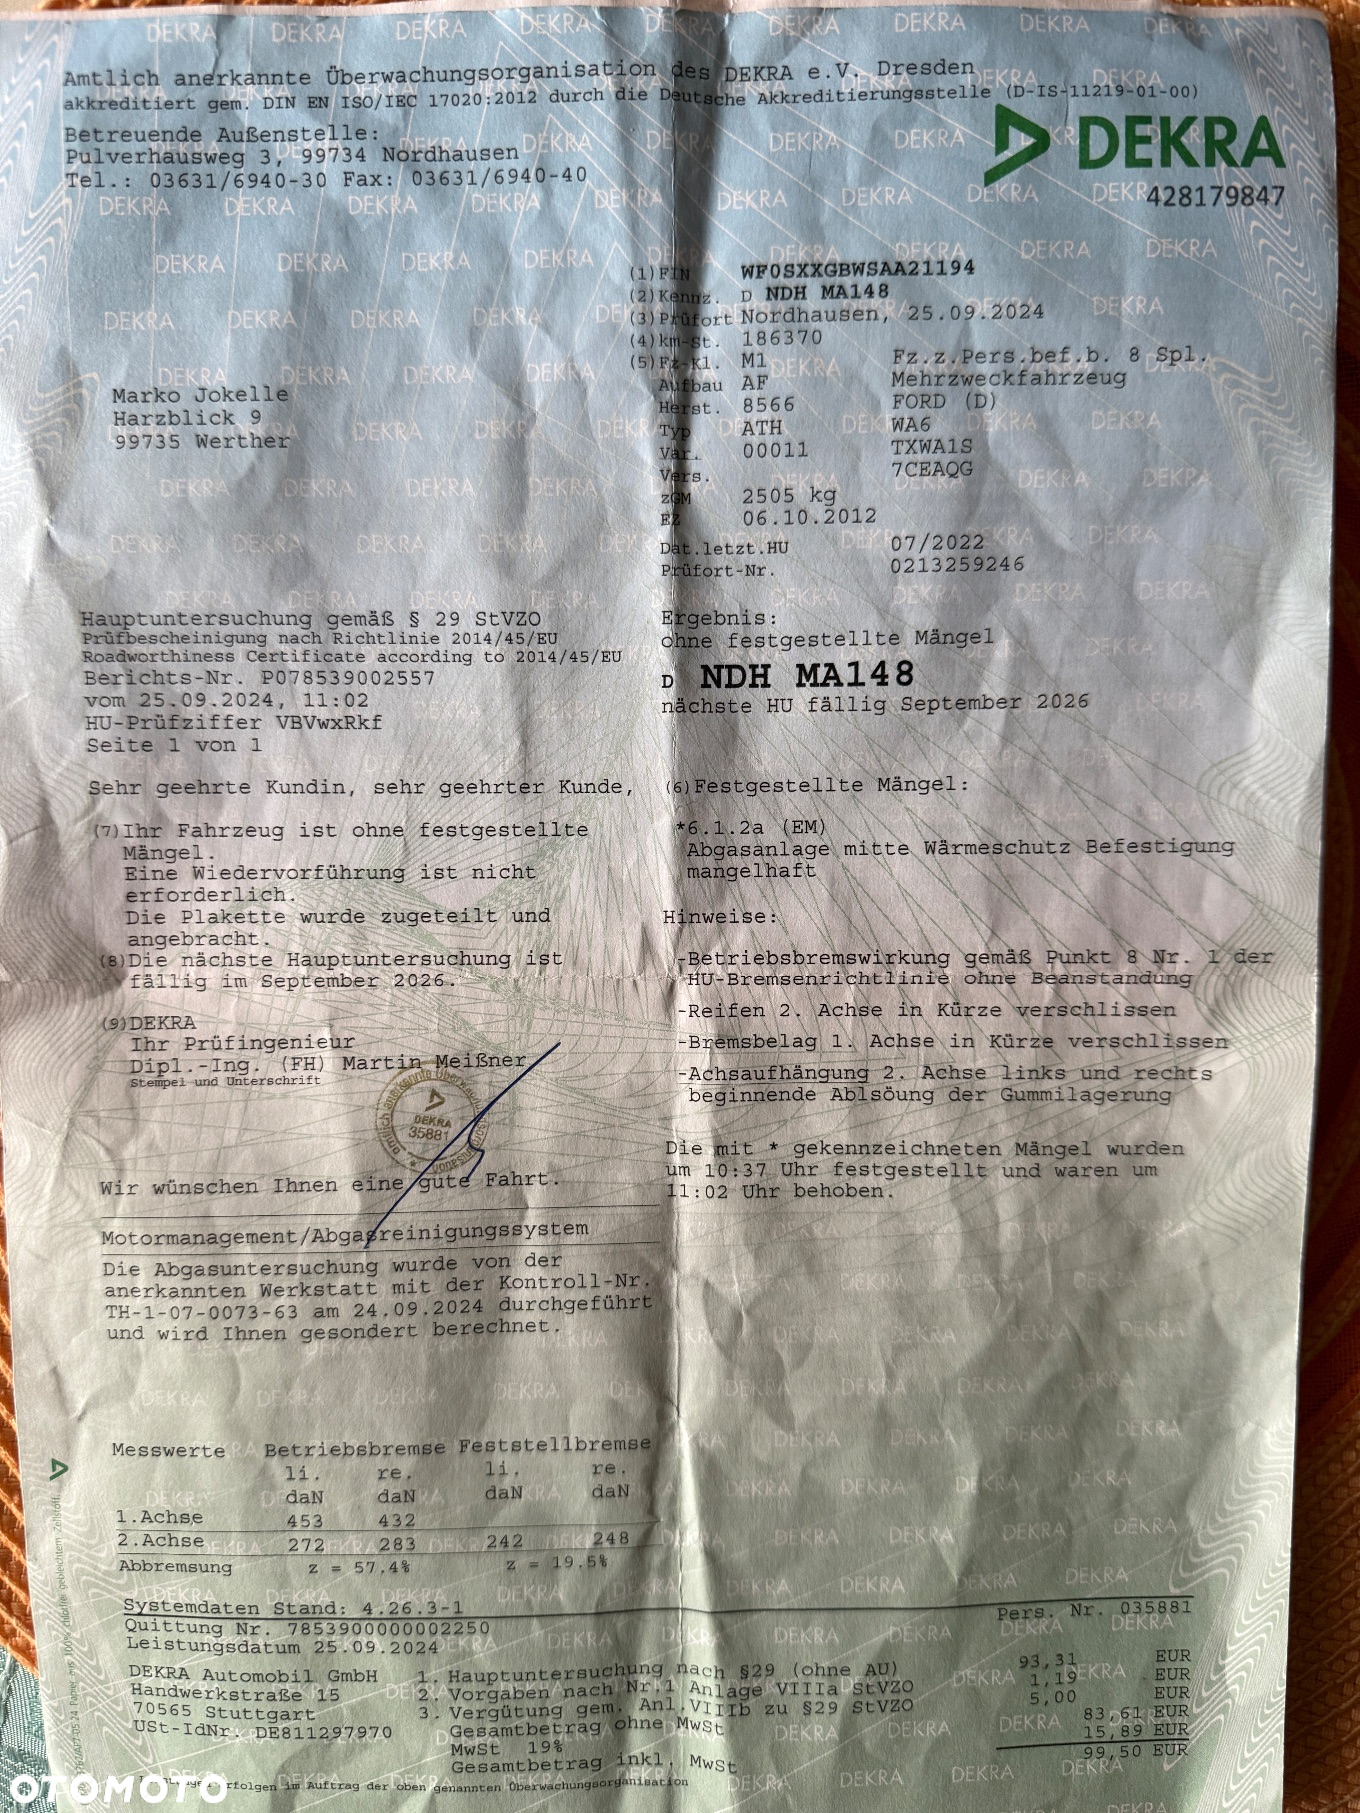 Amtlich anerkannte Überwachungsorganisation des DEKRA e.V. Dresden
akkreditiert gem. DIN EN ISO/IEC 17020:2012 durch die Deutsche Akkreditierungsstelle (D-IS-11219-01-00)
Betreuende Außenstelle:
Pulverhausweg 3, 99734 Nordhausen
Tel.: 03631/6940-30 Fax: 03631/6940-40
DEKRA
428179847
(1)FIN WF0SXXGBWSAA21194
(2)Kennz. D NDH MA148
(3)Prüfort Nordhausen, 25.09.2024
(4)km-St. 186370
(5)Fz-Kl. M1 Fz.z.Pers.bef.b. 8 Spl.
Aufbau AF Mehrzweckfahrzeug
Herst. 8566 FORD (D)
Typ ATH WA6
Var. 00011 TXWA1S
Vers. 7CEAQG
zGM 2505 kg
EZ 06.10.2012
Dat.letzt.HU 07/2022
Prüfort-Nr. 0213259246
Marko Jokelle
Harzblick 9
99735 Werther
Hauptuntersuchung gemäß § 29 StVZO
Prüfbescheinigung nach Richtlinie 2014/45/EU
Roadworthiness Certificate according to 2014/45/EU
Berichts-Nr. P078539002557
vom 25.09.2024, 11:02
HU-Prüfziffer VBVwxRkf
Seite 1 von 1
Ergebnis:
ohne festgestellte Mängel
D NDH MA148
nächste HU fällig September 2026
Sehr geehrte Kundin, sehr geehrter Kunde,
(7)Ihr Fahrzeug ist ohne festgestellte
Mängel.
Eine Wiedervorführung ist nicht
erforderlich.
Die Plakette wurde zugeteilt und
angebracht.
(8)Die nächste Hauptuntersuchung ist
fällig im September 2026.
(9)DEKRA
Ihr Prüfingenieur
Dipl.-Ing. (FH) Martin Meißner
Stempel und Unterschrift
DEKRA
35881
Wir wünschen Ihnen eine gute Fahrt.
(6)Festgestellte Mängel:
*6.1.2a (EM)
Abgasanlage mitte Wärmeschutz Befestigung
mangelhaft
Hinweise:
-Betriebsbremswirkung gemäß Punkt 8 Nr. 1 der
HU-Bremsenrichtlinie ohne Beanstandung
-Reifen 2. Achse in Kürze verschlissen
-Bremsbelag 1. Achse in Kürze verschlissen
-Achsaufhängung 2. Achse links und rechts
beginnende Ablsöung der Gummilagerung
Die mit * gekennzeichneten Mängel wurden
um 10:37 Uhr festgestellt und waren um
11:02 Uhr behoben.
Motormanagement/Abgasreinigungssystem
Die Abgasuntersuchung wurde von der
anerkannten Werkstatt mit der Kontroll-Nr.
TH-1-07-0073-63 am 24.09.2024 durchgeführt
und wird Ihnen gesondert berechnet.
Messwerte Betriebsbremse Feststellbremse
li. re. li. re.
daN daN daN daN
1.Achse 453 432
2.Achse 272 283 242 248
Abbremsung z = 57.4% z = 19.5%
Systemdaten Stand: 4.26.3-1 Pers. Nr. 035881
Quittung Nr. 7853900000002250
Leistungsdatum 25.09.2024
DEKRA Automobil GmbH
Handwerkstraße 15
70565 Stuttgart
USt-IdNr. DE811297970
1. Hauptuntersuchung nach §29 (ohne AU) 93,31 EUR
2. Vorgaben nach Nr.1 Anlage VIIIa StVZO 1,19 EUR
3. Vergütung gem. Anl.VIIIb zu §29 StVZO 5,00 EUR
Gesamtbetrag ohne MwSt 83,61 EUR
MwSt 19% 15,89 EUR
Gesamtbetrag inkl. MwSt 99,50 EUR
erfolgen im Auftrag der oben genannten Überwachungsorganisation
OTOMOTO